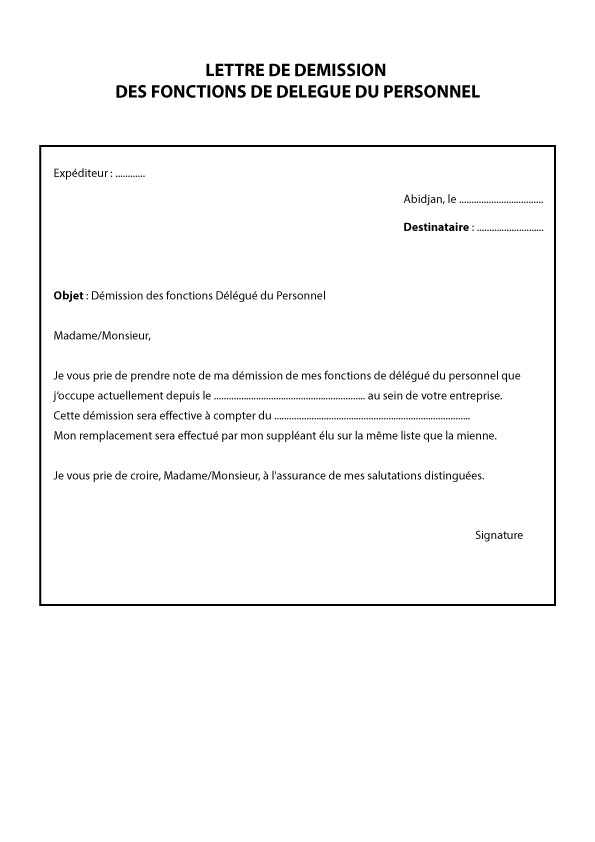 LETTRE DE DEMISSION
DES FONCTIONS DE DELEGUE DU PERSONNEL
Expéditeur : ............
Abidjan, le ..................................
Destinataire : ...........................
Objet : Démission des fonctions Délégué du Personnel
Madame/Monsieur,
Je vous prie de prendre note de ma démission de mes fonctions de délégué du personnel que
j’occupe actuellement depuis le ............................................................. au sein de votre entreprise.
Cette démission sera effective à compter du ...............................................................................
Mon remplacement sera effectué par mon suppléant élu sur la même liste que la mienne.
Je vous prie de croire, Madame/Monsieur, à l'assurance de mes salutations distinguées.
Signature